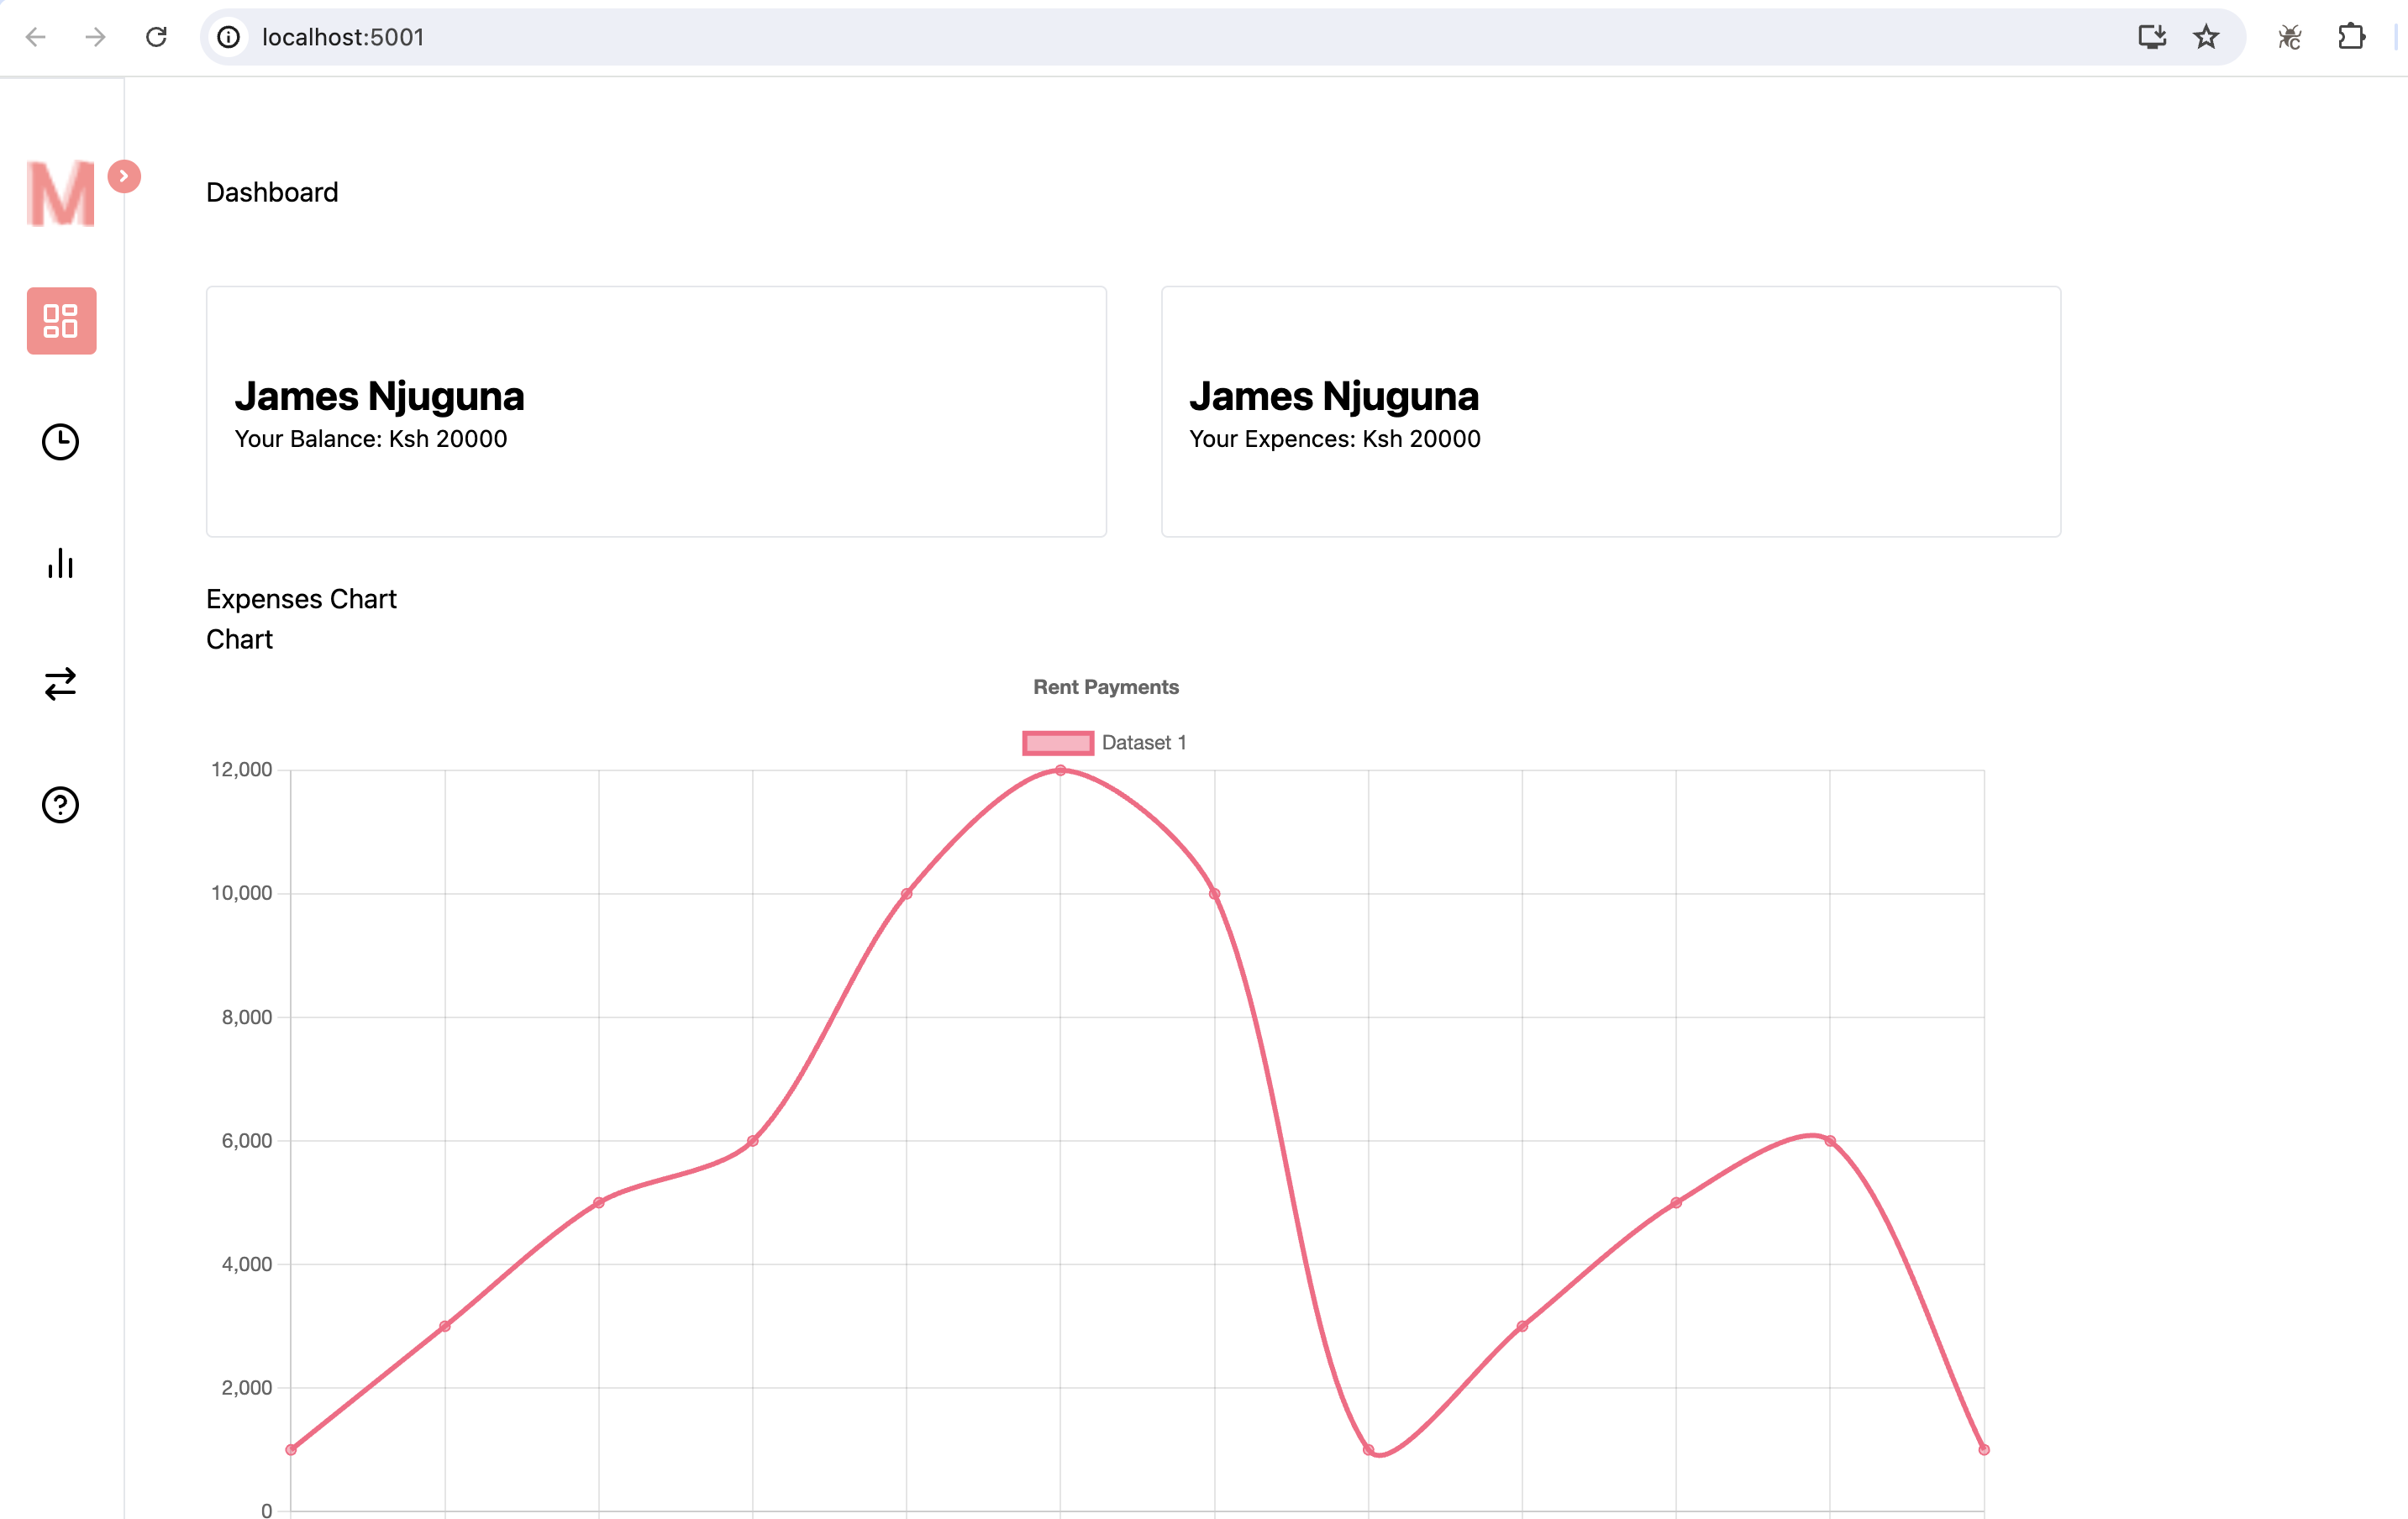 localhost:5001
M
Dashboard
James Njuguna
Your Balance: Ksh 20000
James Njuguna
Your Expences: Ksh 20000
Expenses Chart
Chart
Rent Payments
Dataset 1
12,000
10,000
8,000
6,000
4,000
2,000
0